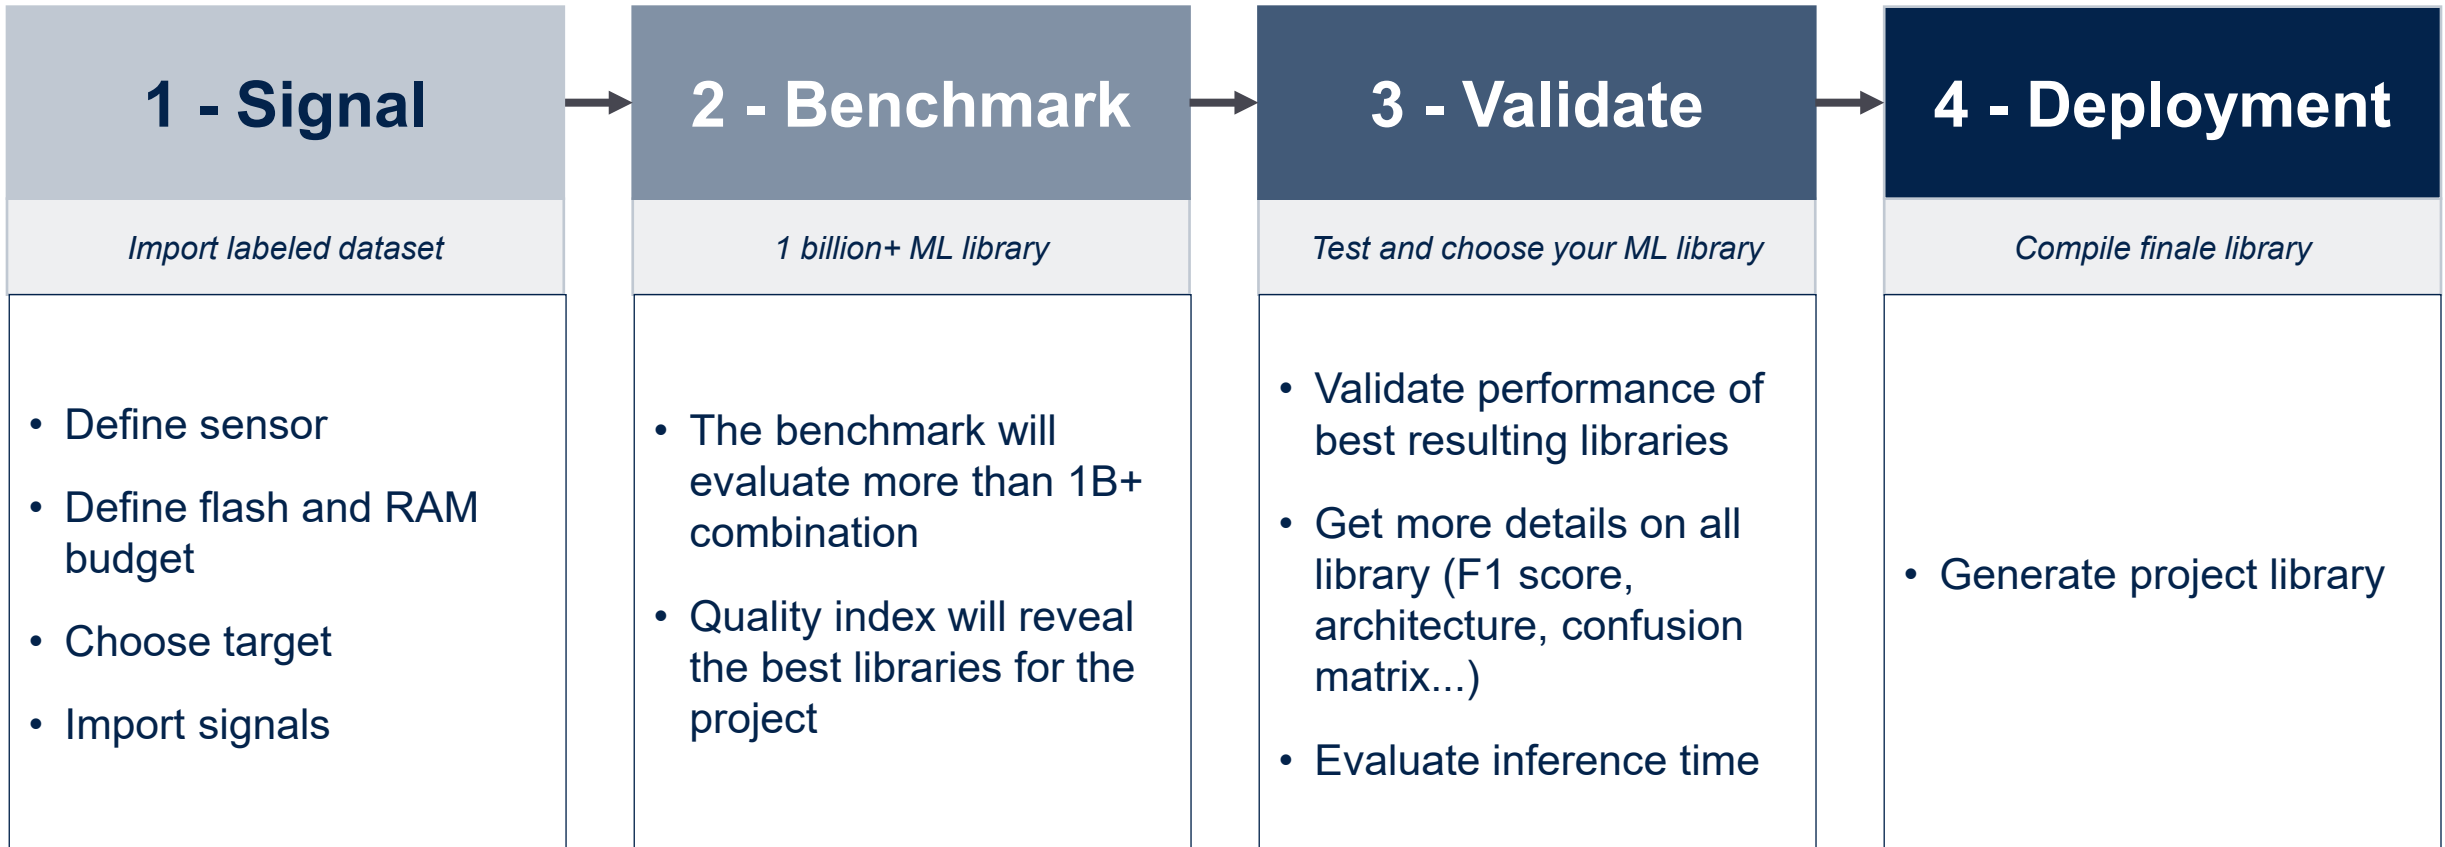 1 - Signal
Import labeled dataset
• Define sensor
• Define flash and RAM
budget
• Choose target
• Import signals
2 - Benchmark
1 billion+ ML library
• The benchmark will
evaluate more than 1B+
combination
• Quality index will reveal
the best libraries for the
project
3 - Validate
Test and choose your ML library
• Validate performance of
best resulting libraries
• Get more details on all
library (F1 score,
architecture, confusion
matrix...)
• Evaluate inference time
4 - Deployment
Compile finale library
• Generate project library